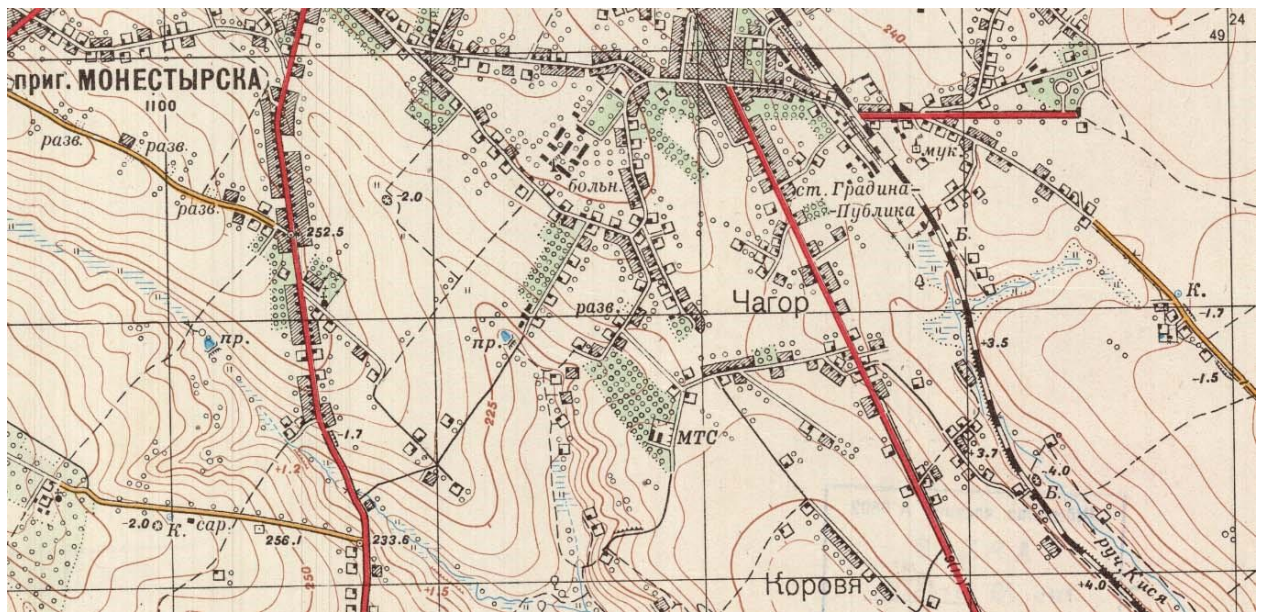 24
49
240
приг. МОНЕСТЫРСКА
1100
разв.
разв.
мук.
-2.0
больн.
ст. Градина-
-Публика
разв.
252.5
Б.
К.
Чагор
-1.7
разв.
пр.
пр.
+3.5
-1.5
225
-1.7
МТС
+1.2
+3.7
-4.0
Б.
-2.0
К.
сар.
256.1
233.6
руч. Кися
250
+1.5
Коровя
+4.0